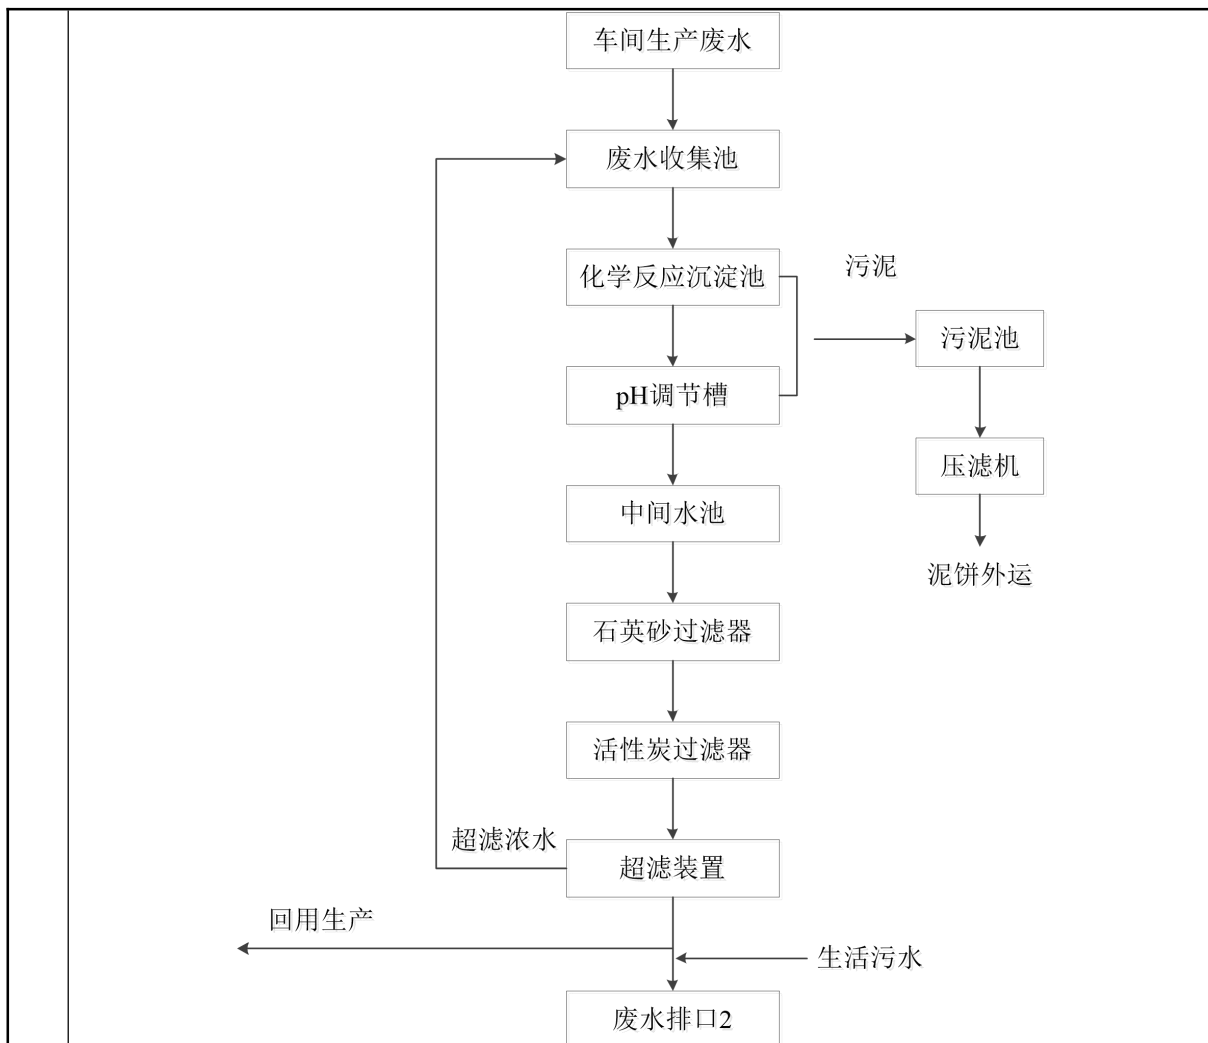 车间生产废水
废水收集池
化学反应沉淀池
污泥
污泥池
pH调节槽
压滤机
中间水池
泥饼外运
石英砂过滤器
活性炭过滤器
超滤浓水
超滤装置
回用生产
生活污水
废水排口2